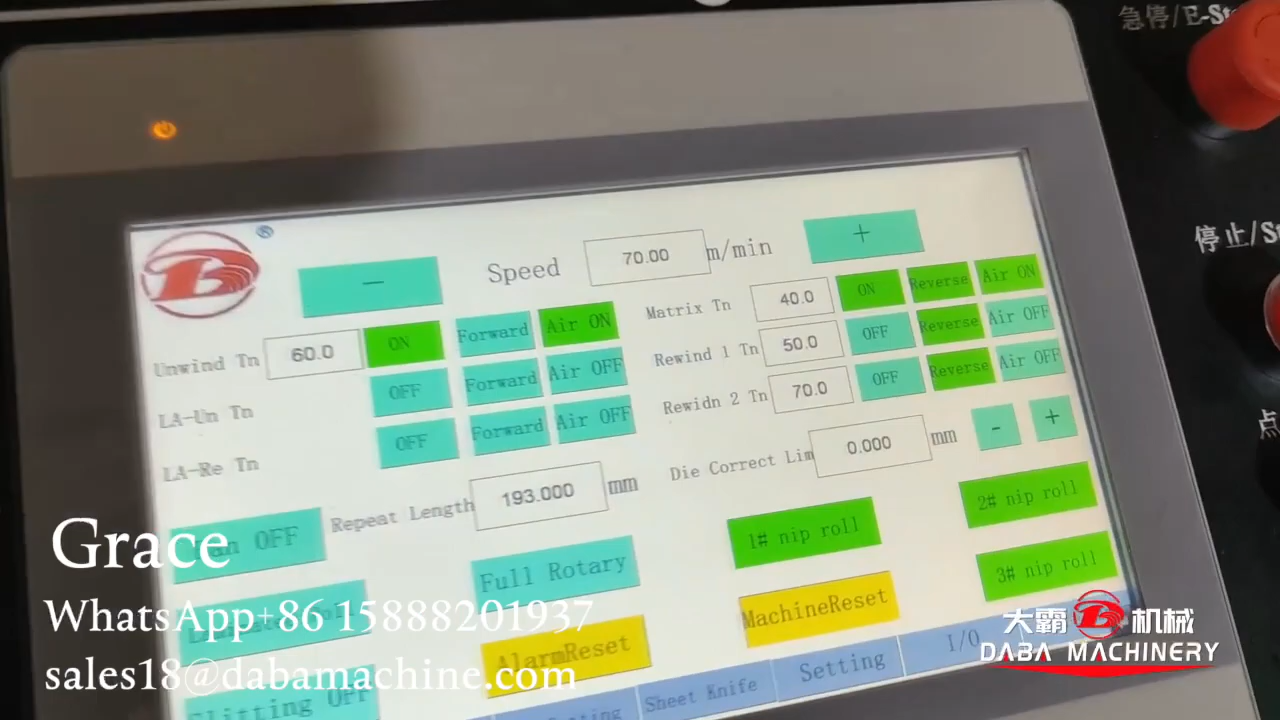 急停/E-St
停止/St
点
®
−
Speed 70.00 m/min
+
Unwind Tn 60.0 ON Forward Air ON
LA-Un Tn OFF Forward Air OFF
LA-Re Tn OFF Forward Air OFF
Matrix Tn 40.0 ON Reverse Air ON
Rewind 1 Tn 50.0 OFF Reverse Air OFF
Rewidn 2 Tn 70.0 OFF Reverse Air OFF
Die Correct Lim 0.000 mm - +
Repeat Length 193.000 mm
OFF
Full Rotary
1# nip roll
2# nip roll
3# nip roll
AlarmReset
MachineReset
Slitting OFF
Sheet Knife
Setting
I/O
Grace
WhatsApp+86 15888201937
sales18@dabamachine.com
大霸 机械
DABA MACHINERY